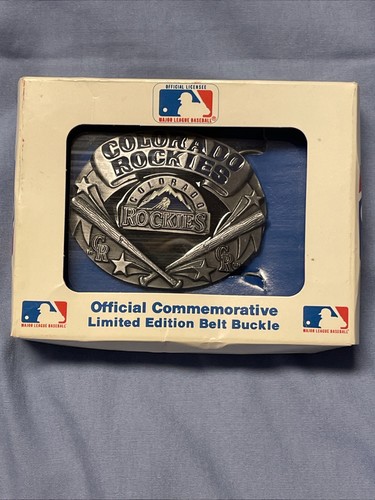 OFFICIAL LICENSEE
MAJOR LEAGUE BASEBALL®
COLORADO
ROCKIES
COLORADO
ROCKIES
CR
CR
Official Commemorative
Limited Edition Belt Buckle
MAJOR LEAGUE BASEBALL
MAJOR LEAGUE BASEBALL